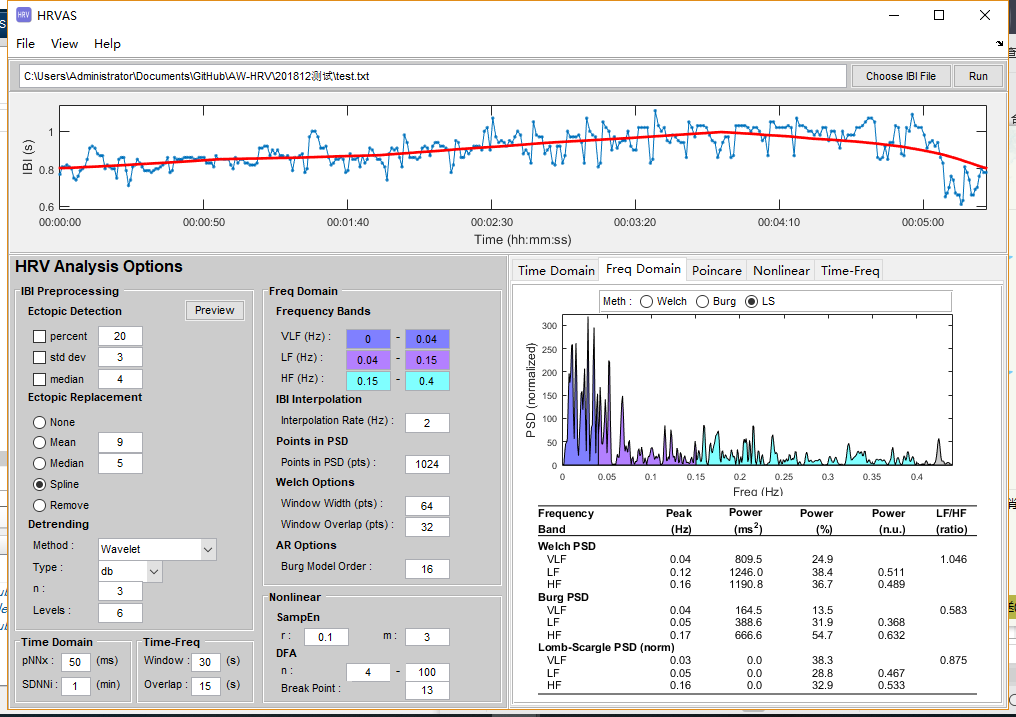 HRV HRVAS
File View Help
C:\Users\Administrator\Documents\GitHub\AW-HRV\201812测试\test.txt Choose IBI File Run
IBI (s)
1
0.8
0.6
00:00:00 00:00:50 00:01:40 00:02:30 00:03:20 00:04:10 00:05:00
Time (hh:mm:ss)
HRV Analysis Options
IBI Preprocessing
Ectopic Detection Preview
percent 20
std dev 3
median 4
Ectopic Replacement
None
Mean 9
Median 5
Spline
Remove
Detrending
Method : Wavelet
Type : db
n : 3
Levels : 6
Time Domain
pNNx : 50 (ms)
SDNNi : 1 (min)
Time-Freq
Window : 30 (s)
Overlap : 15 (s)
Freq Domain
Frequency Bands
VLF (Hz) : 0 - 0.04
LF (Hz) : 0.04 - 0.15
HF (Hz) : 0.15 - 0.4
IBI Interpolation
Interpolation Rate (Hz) : 2
Points in PSD
Points in PSD (pts) : 1024
Welch Options
Window Width (pts) : 64
Window Overlap (pts) : 32
AR Options
Burg Model Order : 16
Nonlinear
SampEn
r : 0.1 m : 3
DFA
n : 4 - 100
Break Point : 13
Time Domain Freq Domain Poincare Nonlinear Time-Freq
Meth : Welch Burg LS
PSD (normalized)
300
250
200
150
100
50
0
0 0.05 0.1 0.15 0.2 0.25 0.3 0.35 0.4
Freq (Hz)
Frequency Peak Power Power Power LF/HF
Band (Hz) (ms²) (%) (n.u.) (ratio)
Welch PSD
VLF 0.04 809.5 24.9 1.046
LF 0.12 1246.0 38.4 0.511
HF 0.16 1190.8 36.7 0.489
Burg PSD
VLF 0.04 164.5 13.5 0.583
LF 0.05 388.6 31.9 0.368
HF 0.17 666.6 54.7 0.632
Lomb-Scargle PSD (norm)
VLF 0.03 0.0 38.3 0.875
LF 0.05 0.0 28.8 0.467
HF 0.16 0.0 32.9 0.533